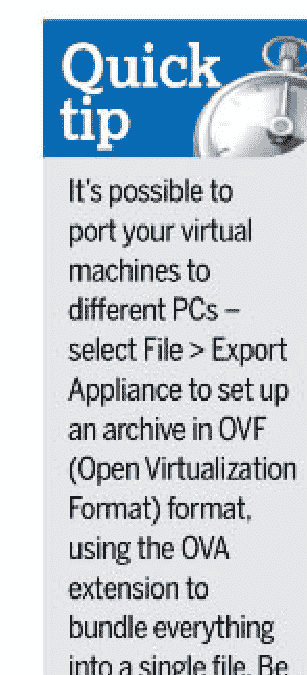 Quick
tip
It's possible to
port your virtual
machines to
different PCs –
select File > Export
Appliance to set up
an archive in OVF
(Open Virtualization
Format) format,
using the OVA
extension to
bundle everything
into a single file. Be